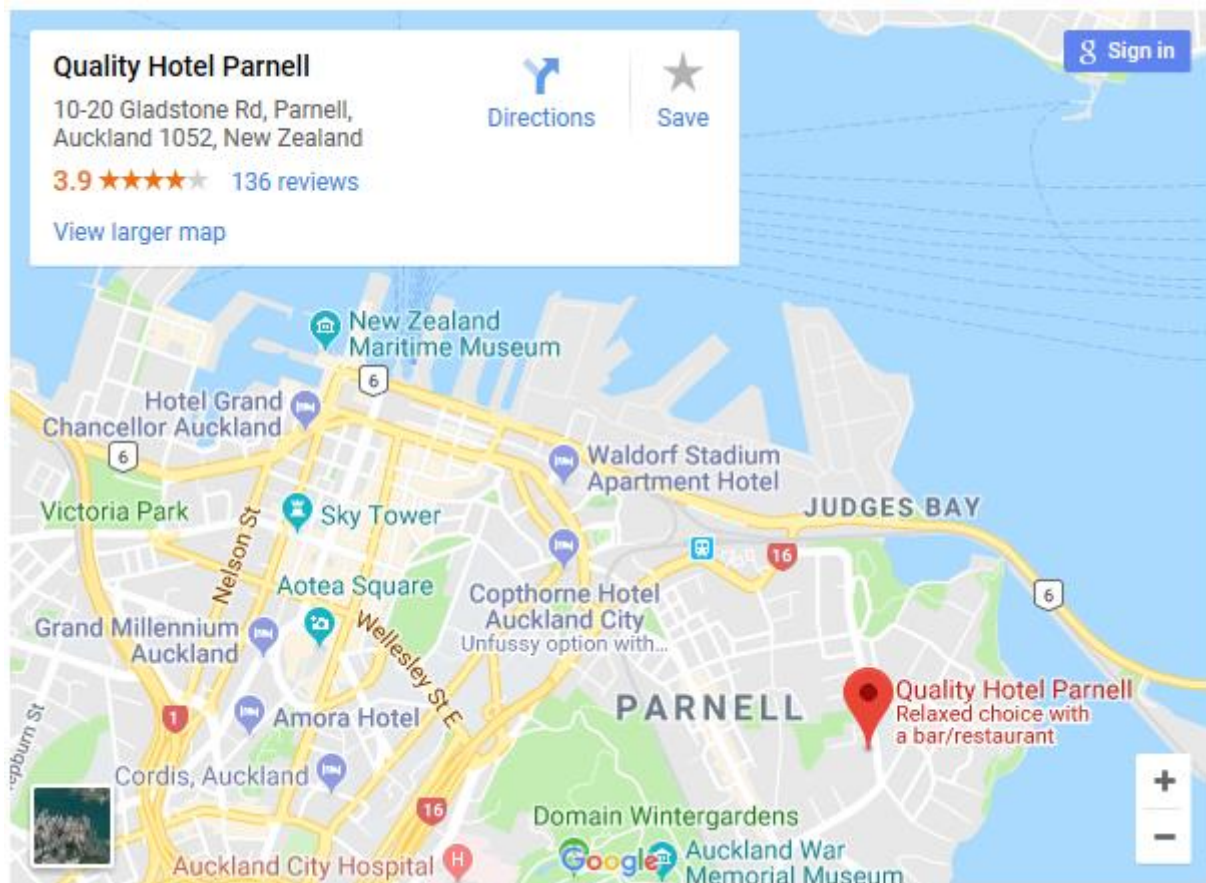 Quality Hotel Parnell
10-20 Gladstone Rd, Parnell,
Auckland 1052, New Zealand
3.9
136 reviews
View larger map
Directions
Save
g Sign in
New Zealand
Maritime Museum
6
Hotel Grand
Chancellor Auckland
6
Waldorf Stadium
Apartment Hotel
Victoria Park
Nelson St
Sky Tower
JUDGES BAY
16
Aotea Square
Copthorne Hotel
Auckland City
Unfussy option with...
6
Grand Millennium
Auckland
Wellesley St E
PARNELL
Quality Hotel Parnell
Relaxed choice with
a bar/restaurant
1
Amora Hotel
Cordis, Auckland
16
Domain Wintergardens
Auckland City Hospital
H
Google
Auckland War
Memorial Museum
+
−